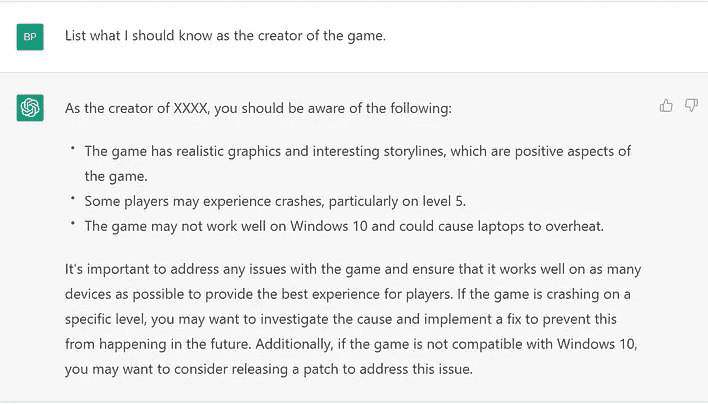 BP
List what I should know as the creator of the game.
As the creator of XXXX, you should be aware of the following:
• The game has realistic graphics and interesting storylines, which are positive aspects of
the game.
• Some players may experience crashes, particularly on level 5.
• The game may not work well on Windows 10 and could cause laptops to overheat.
It's important to address any issues with the game and ensure that it works well on as many
devices as possible to provide the best experience for players. If the game is crashing on a
specific level, you may want to investigate the cause and implement a fix to prevent this
from happening in the future. Additionally, if the game is not compatible with Windows 10,
you may want to consider releasing a patch to address this issue.